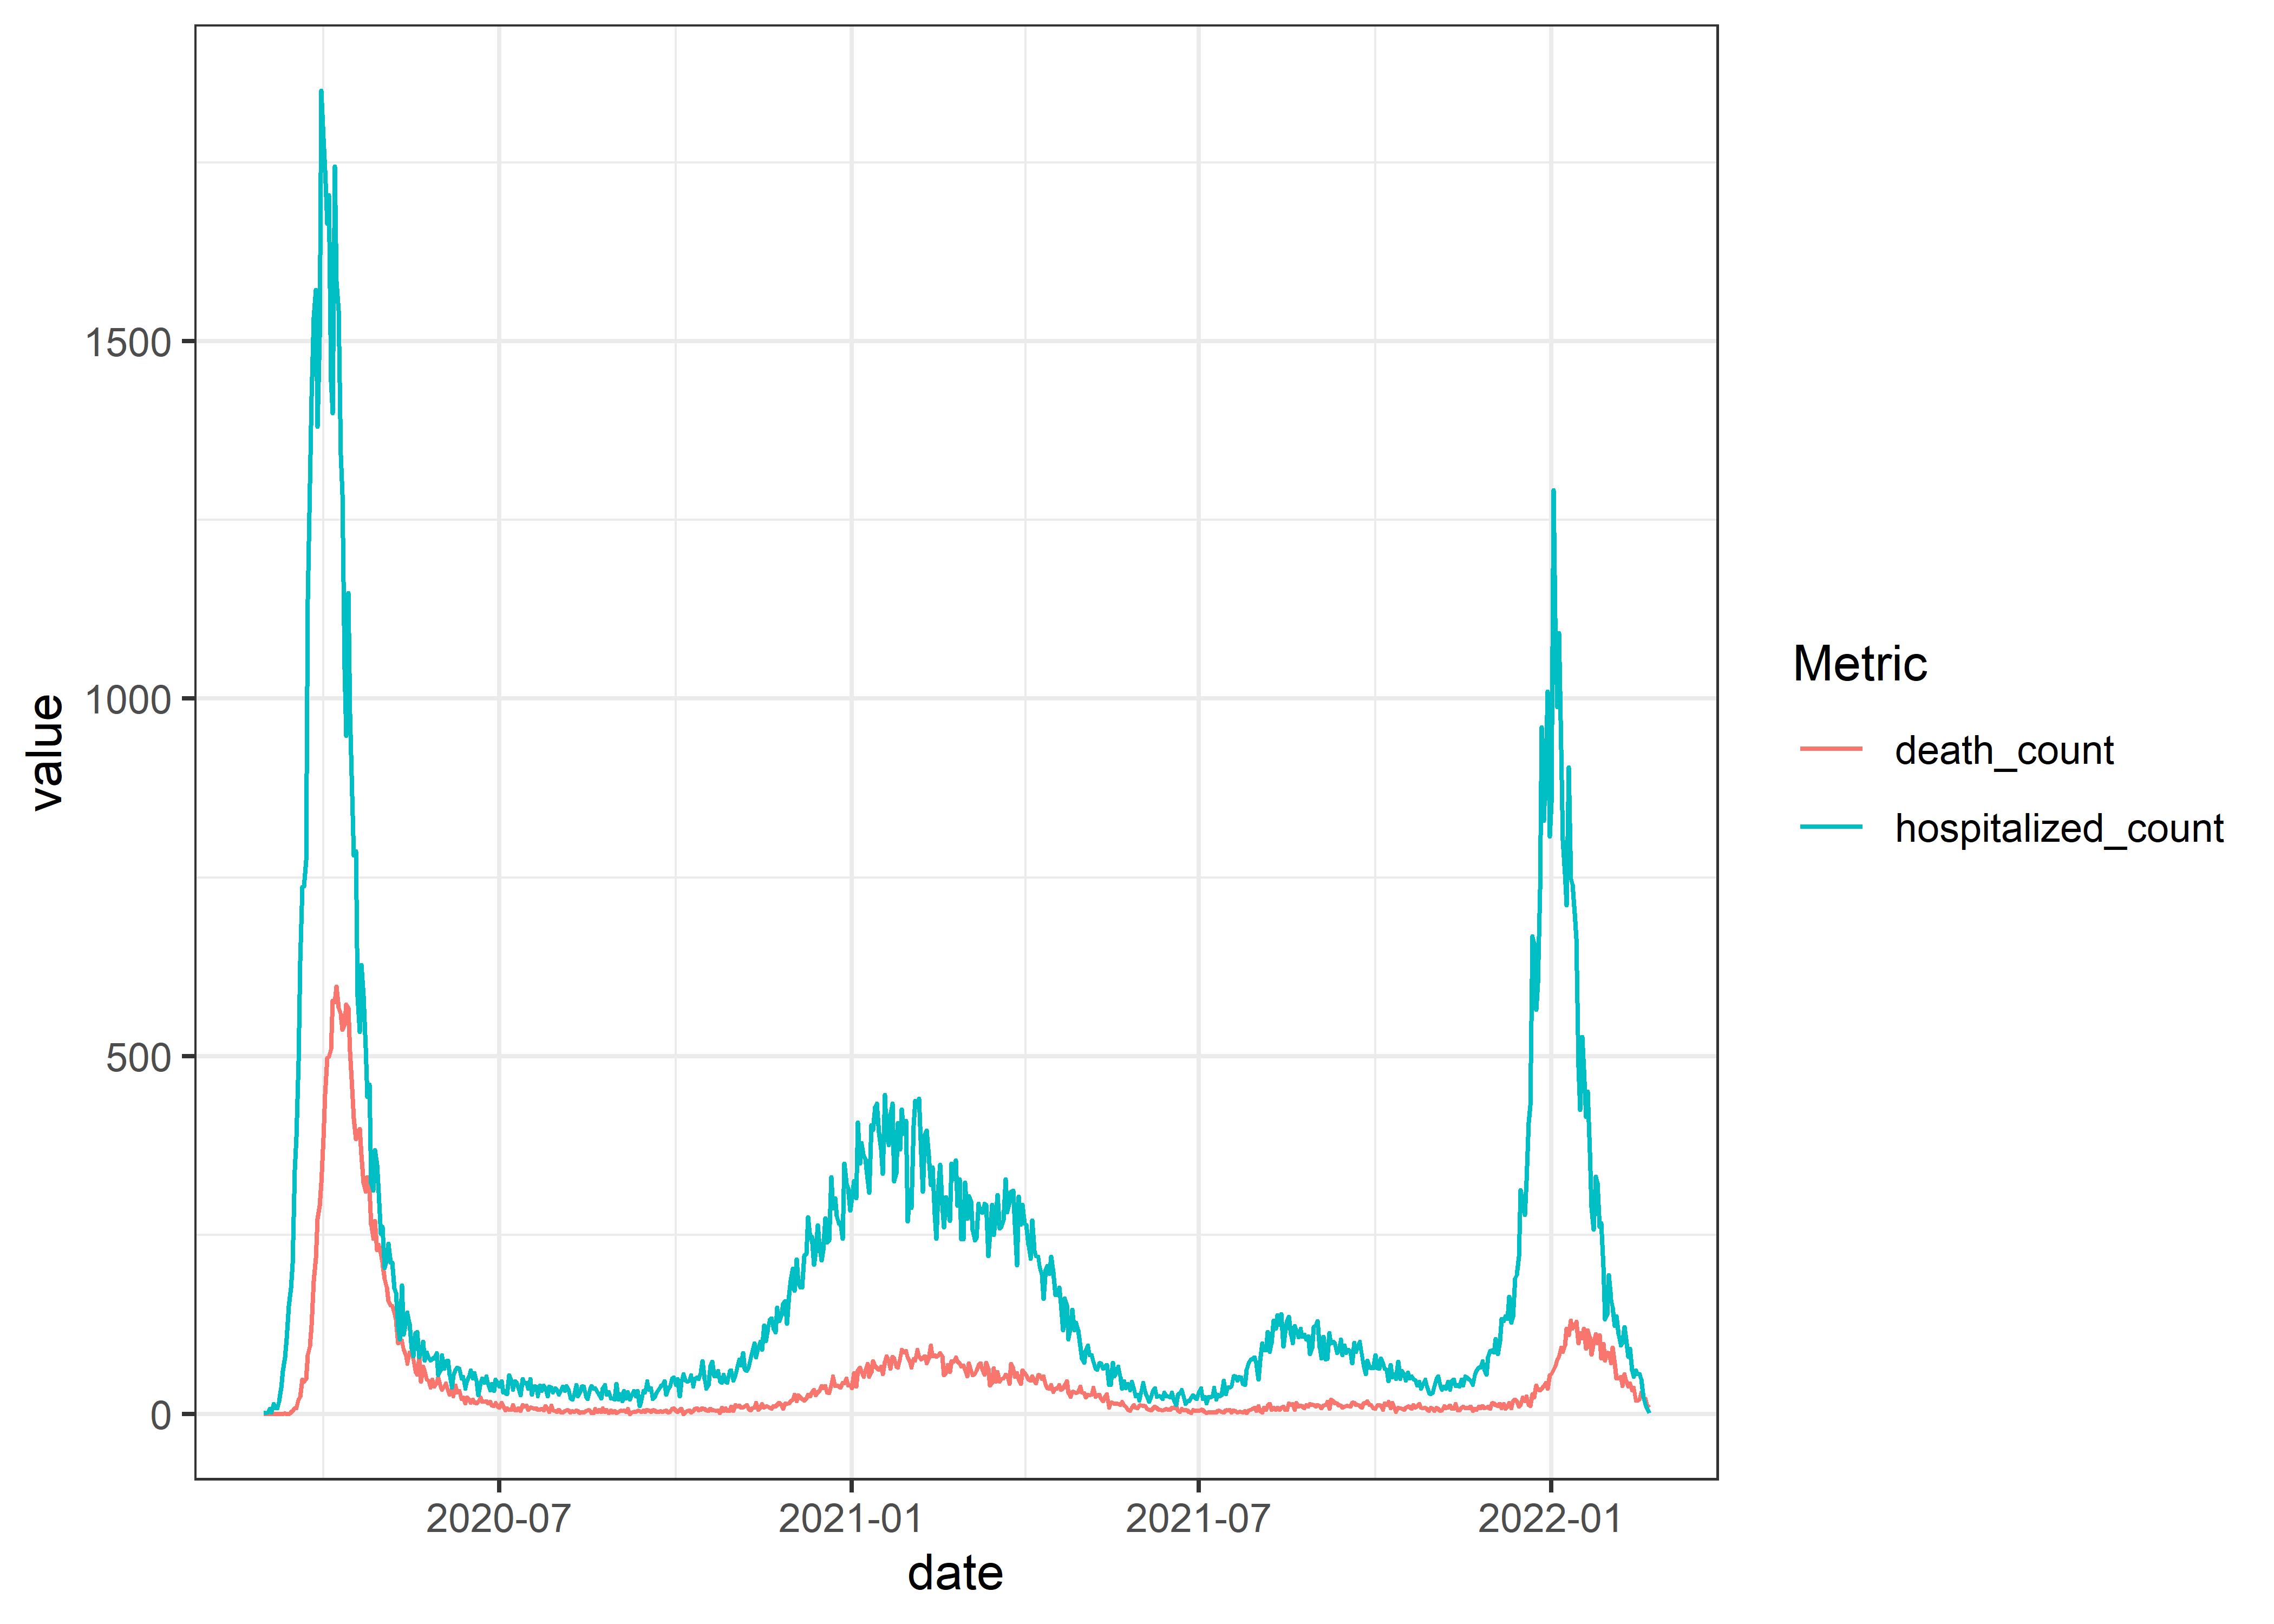 value
1500
1000
500
0
2020-07
2021-01
2021-07
2022-01
date
Metric
death_count
hospitalized_count